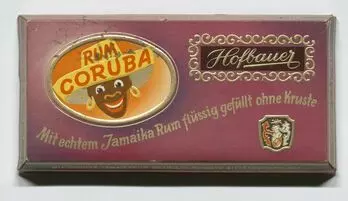 RUM
CORUBA
Hofbauer
Mit echtem Jamaika Rum flüssig gefüllt ohne Kruste